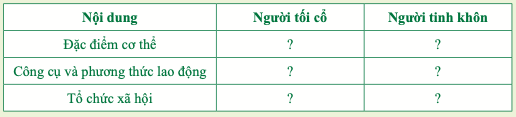 Nội dung Người tối cổ Người tinh khôn
Đặc điểm cơ thể ? ?
Công cụ và phương thức lao động ? ?
Tổ chức xã hội ? ?